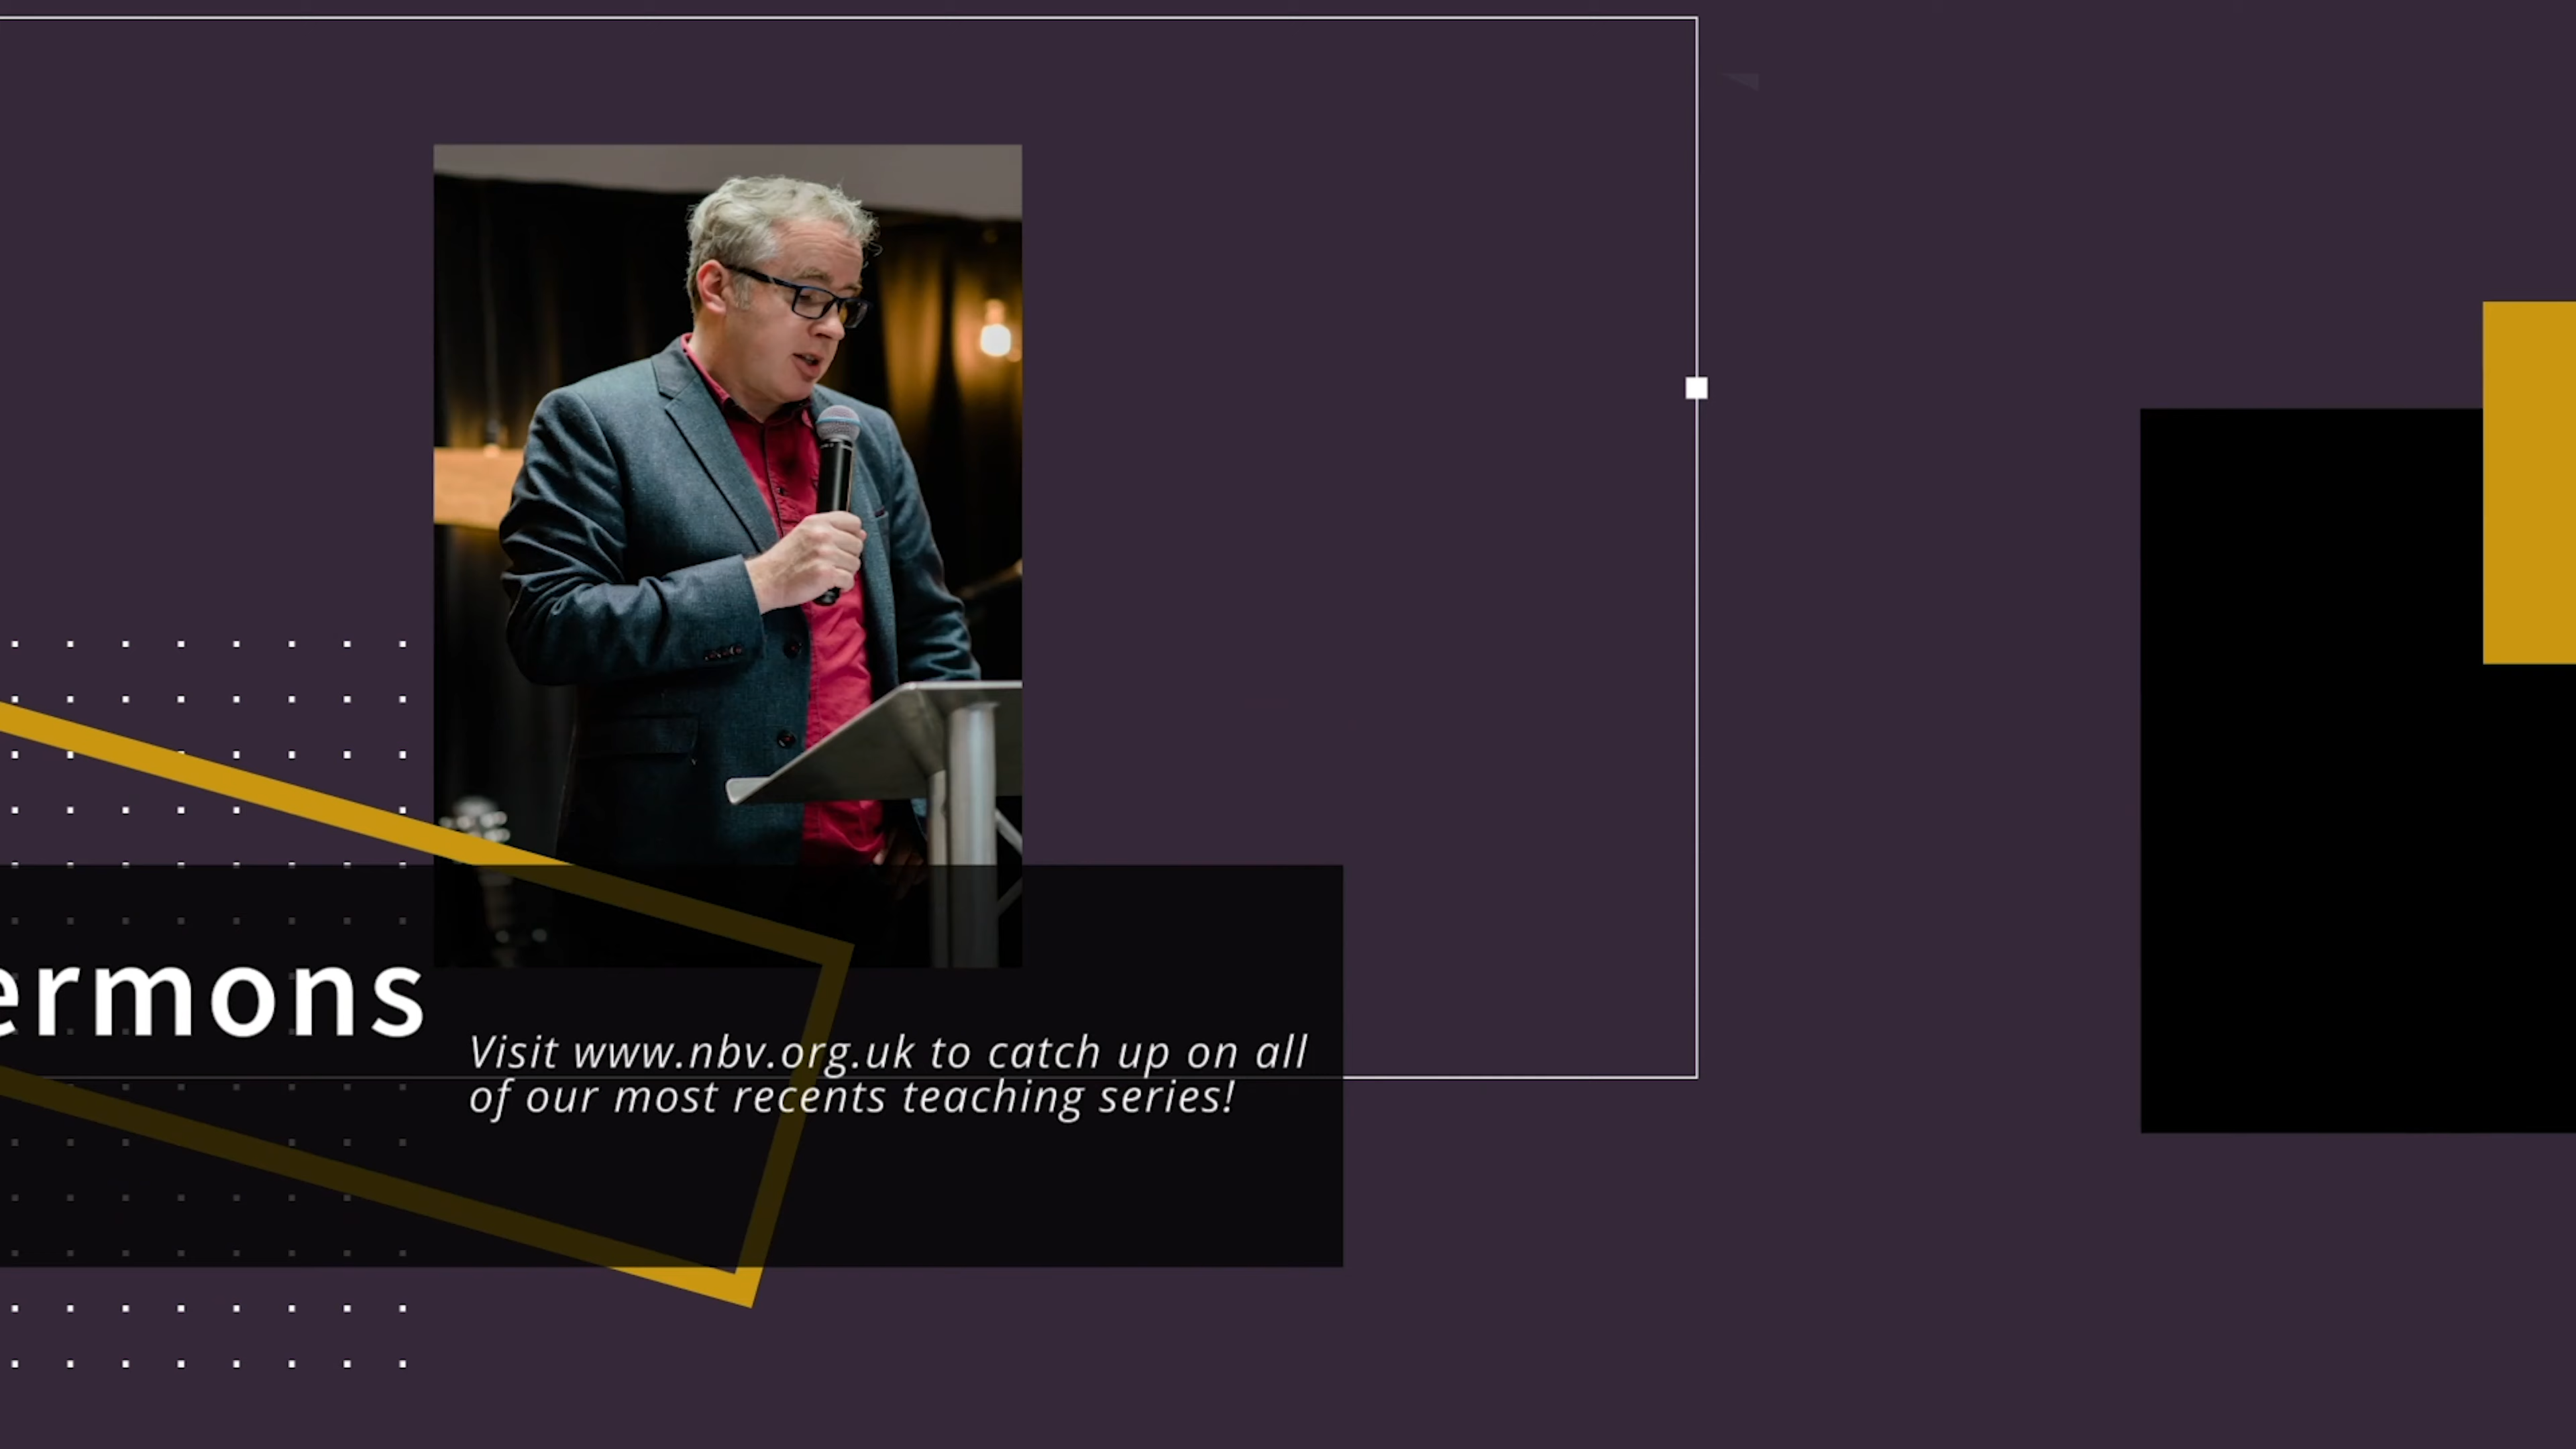 ermons
Visit www.nbv.org.uk to catch up on all
of our most recents teaching series!